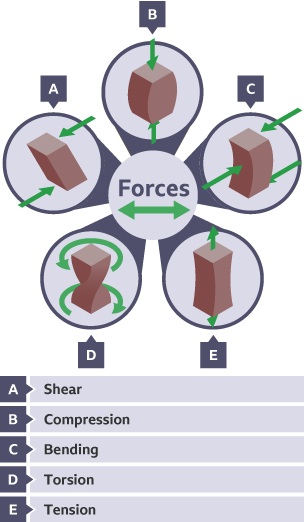 B
A
C
Forces
D
E
A Shear
B Compression
C Bending
D Torsion
E Tension